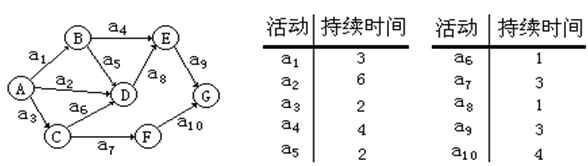 B a₄ E
a₁ a₅ a₉
A a₂ D a₈ G
a₃ a₆ a₁₀
C a₇ F
活动 持续时间 活动 持续时间
a₁ 3 a₆ 1
a₂ 6 a₇ 3
a₃ 2 a₈ 1
a₄ 4 a₉ 3
a₅ 2 a₁₀ 4